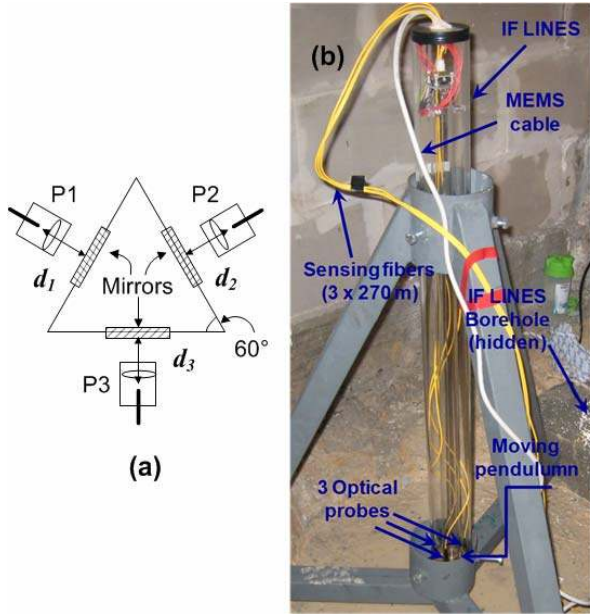 P1
P2
d1
d2
Mirrors
d3
60°
P3
(a)
(b)
IF LINES
MEMS
cable
Sensing fibers
(3 x 270 m)
IF LINES
Borehole
(hidden)
Moving
pendulumn
3 Optical
probes